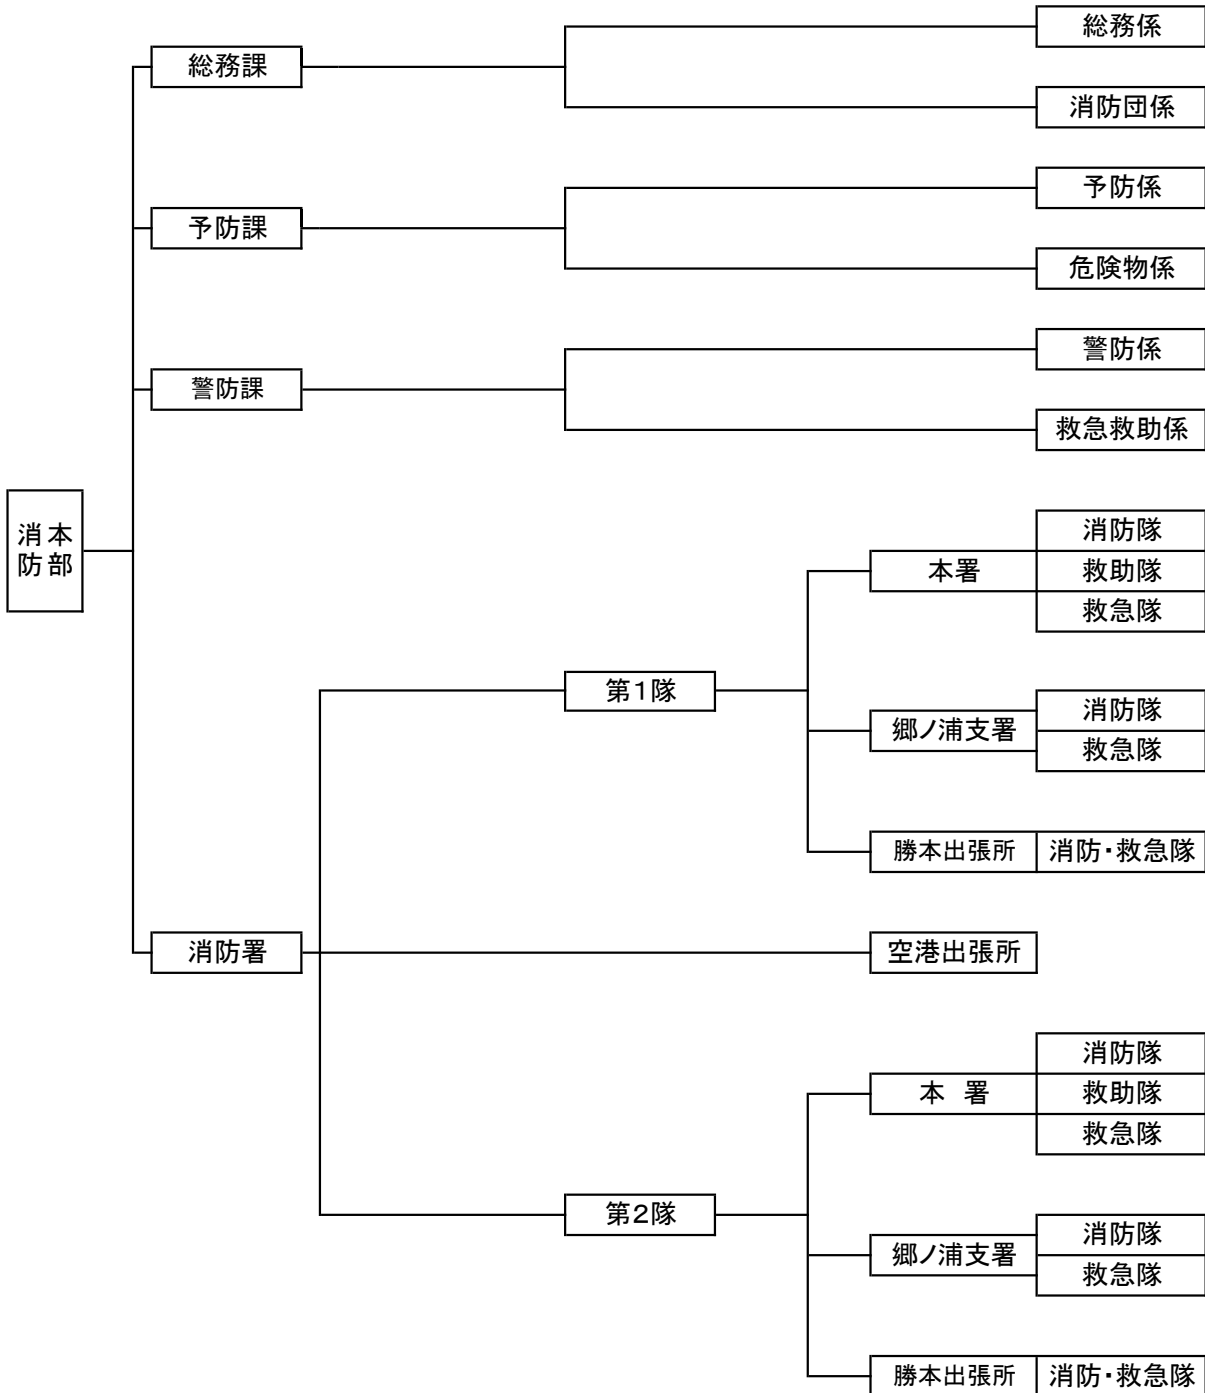 総務係
総務課
消防団係
予防係
予防課
危険物係
警防係
警防課
救急救助係
消防
本部
消防隊
本署
救助隊
救急隊
第1隊
消防隊
郷ノ浦支署
救急隊
勝本出張所
消防・救急隊
消防署
空港出張所
消防隊
本 署
救助隊
救急隊
第2隊
消防隊
郷ノ浦支署
救急隊
勝本出張所
消防・救急隊